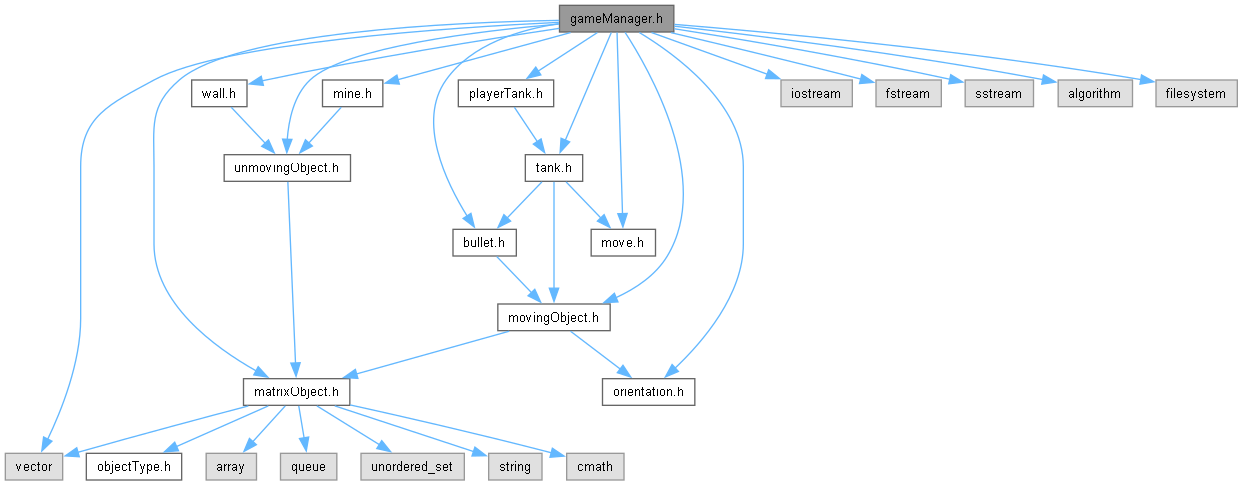 gameManager.h
wall.h
mine.h
playerTank.h
iostream
fstream
sstream
algorithm
filesystem
unmovingObject.h
tank.h
bullet.h
move.h
movingObject.h
matrixObject.h
orientation.h
vector
objectType.h
array
queue
unordered_set
string
cmath